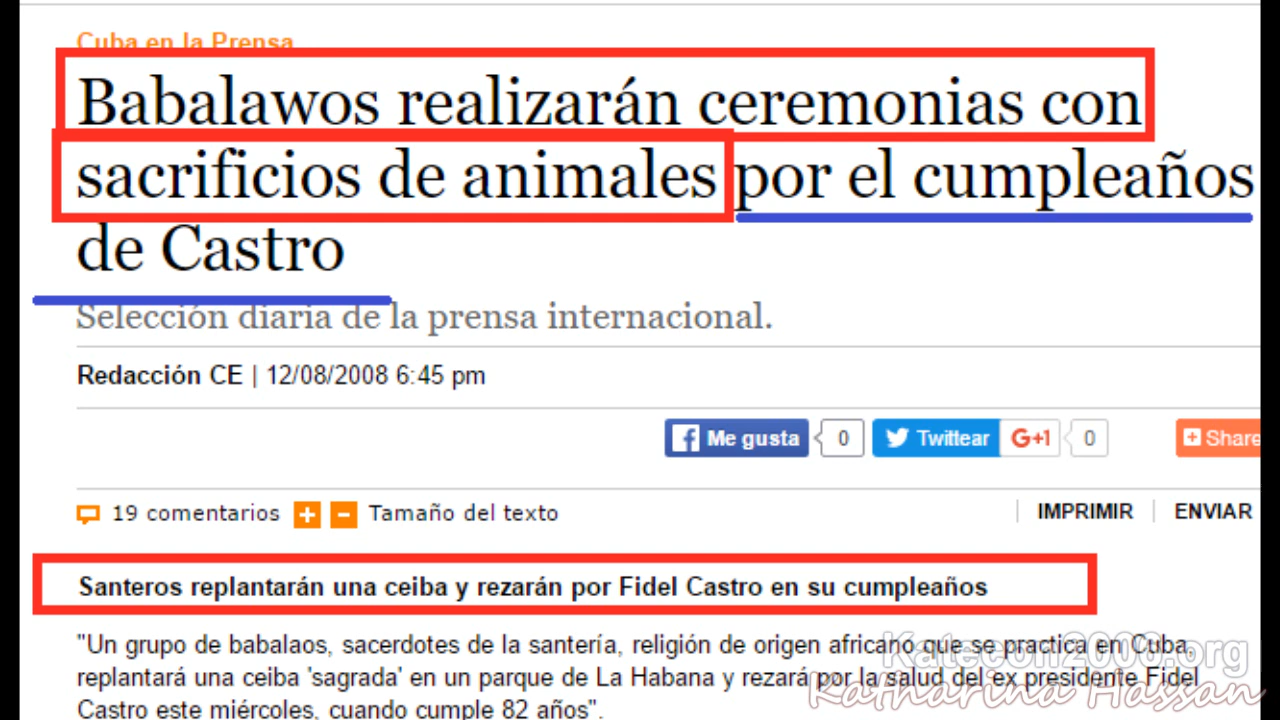 Cuba en la Prensa
Babalawos realizarán ceremonias con
sacrificios de animales por el cumpleaños
de Castro
Selección diaria de la prensa internacional.
Redacción CE | 12/08/2008 6:45 pm
Me gusta 0 Twittear G+1 0 Share
19 comentarios + − Tamaño del texto IMPRIMIR ENVIAR
Santeros replantarán una ceiba y rezarán por Fidel Castro en su cumpleaños
"Un grupo de babalaos, sacerdotes de la santería, religión de origen africano que se practica en Cuba,
replantará una ceiba 'sagrada' en un parque de La Habana y rezará por la salud del ex presidente Fidel
Castro este miércoles, cuando cumple 82 años".
Katecon2000.org
Katharina Hassan